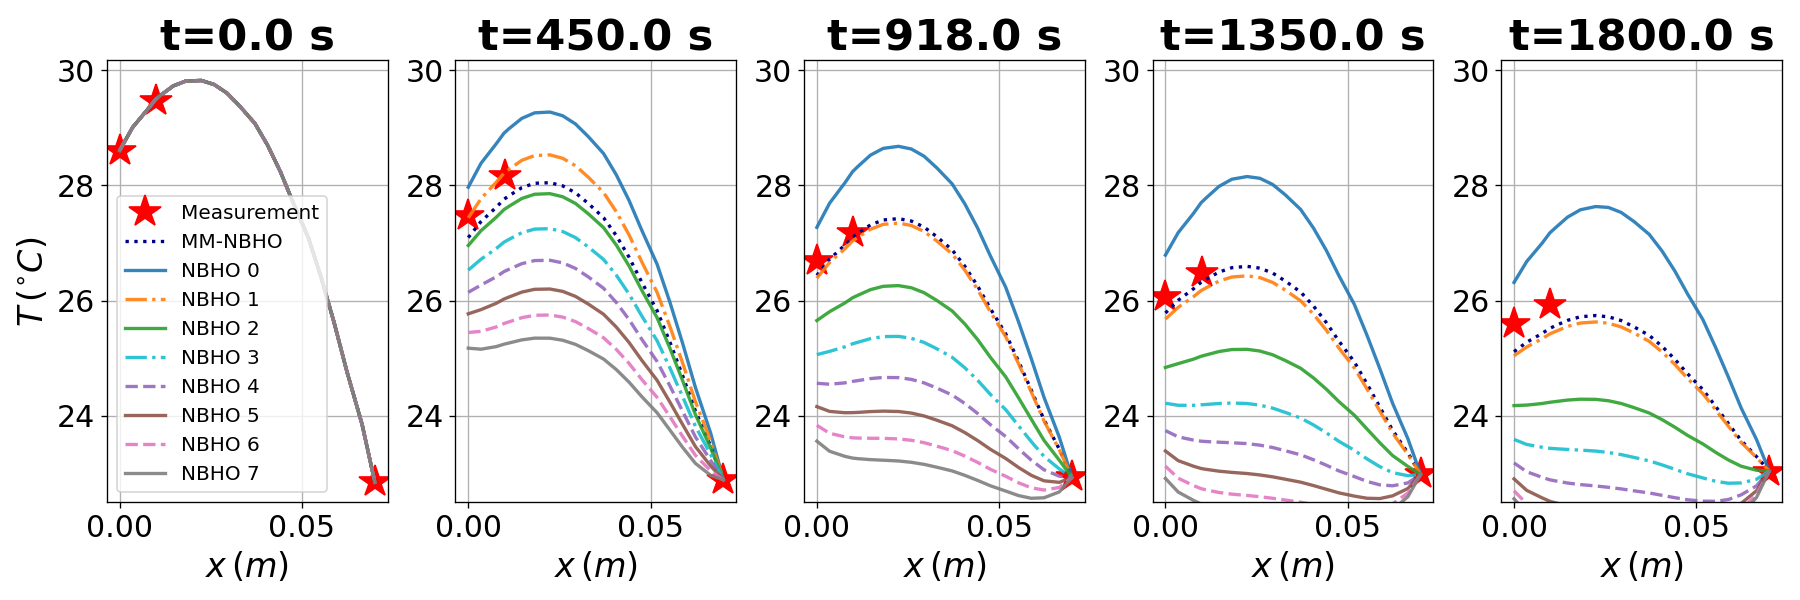 t=0.0 s
t=450.0 s
t=918.0 s
t=1350.0 s
t=1800.0 s
30
28
26
24
T (°C)
Measurement
MM-NBHO
NBHO 0
NBHO 1
NBHO 2
NBHO 3
NBHO 4
NBHO 5
NBHO 6
NBHO 7
0.00
0.05
x (m)
30
28
26
24
0.00
0.05
x (m)
30
28
26
24
0.00
0.05
x (m)
30
28
26
24
0.00
0.05
x (m)
30
28
26
24
0.00
0.05
x (m)